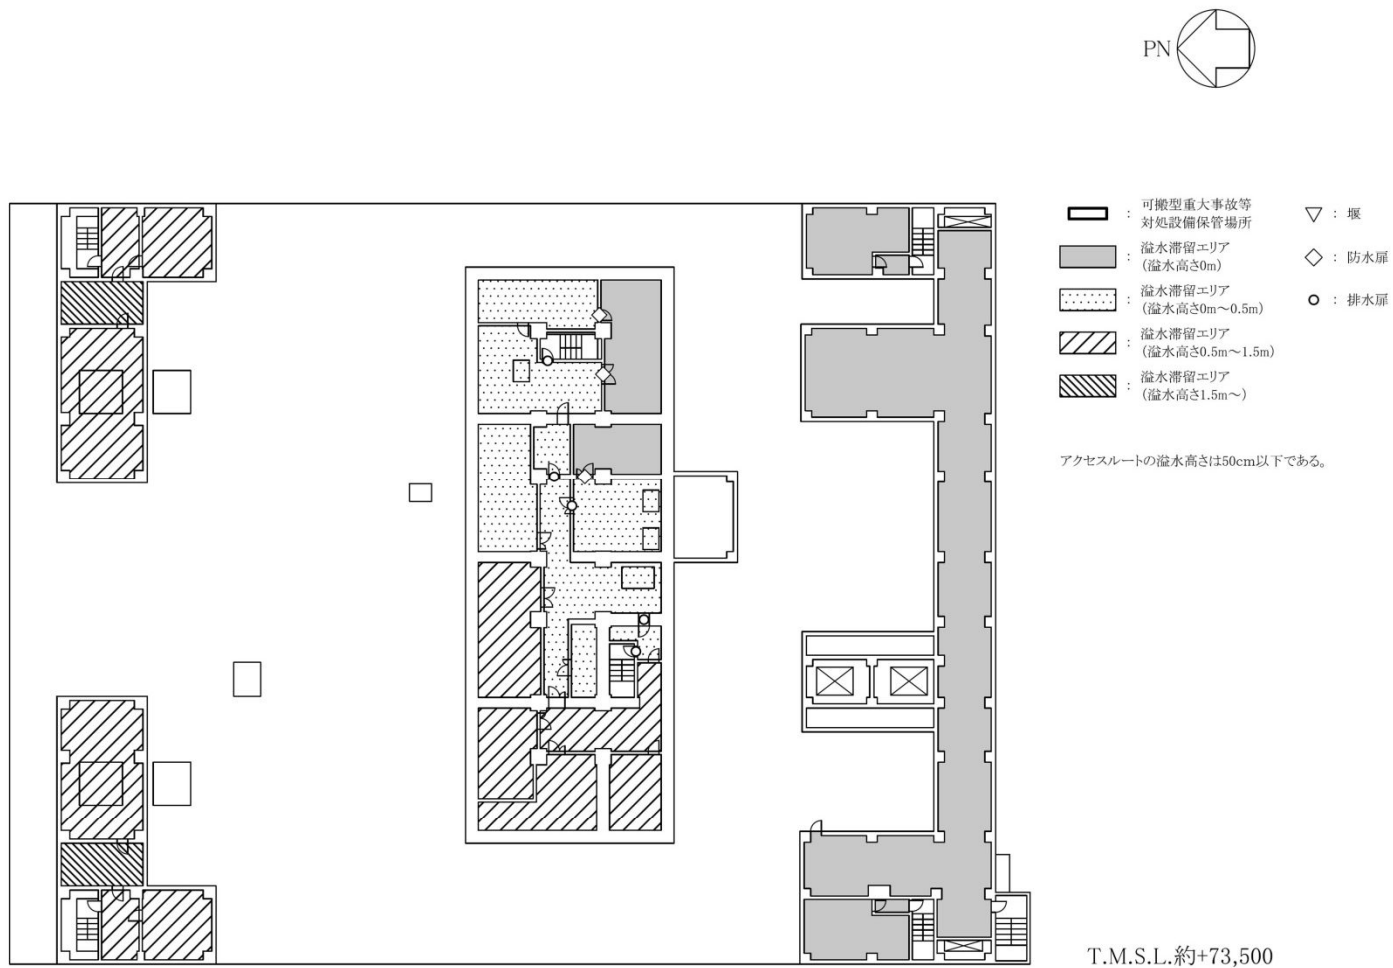 PN
： 可搬型重大事故等
対処設備保管場所
： 溢水滞留エリア
（溢水高さ0m）
： 溢水滞留エリア
（溢水高さ0m～0.5m）
： 溢水滞留エリア
（溢水高さ0.5m～1.5m）
： 溢水滞留エリア
（溢水高さ1.5m～）
： 堰
： 防水扉
： 排水扉
アクセスルートの溢水高さは50cm以下である。
T.M.S.L.約+73,500